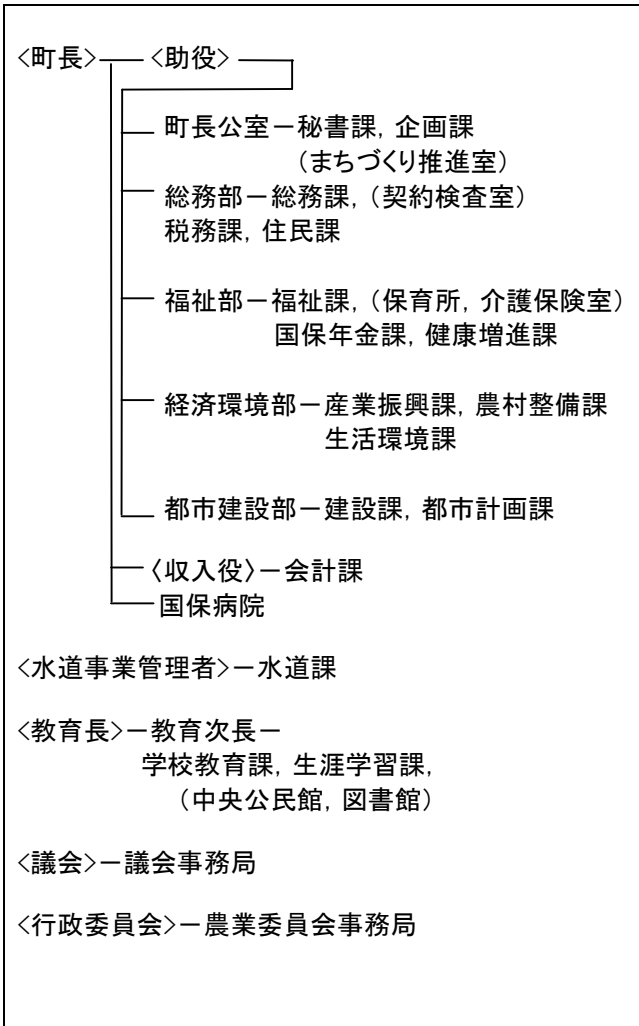 <町長> <助役>
町長公室－秘書課，企画課
（まちづくり推進室）
総務部－総務課，（契約検査室）
税務課，住民課
福祉部－福祉課，（保育所，介護保険室）
国保年金課，健康増進課
経済環境部－産業振興課，農村整備課
生活環境課
都市建設部－建設課，都市計画課
〈収入役〉－会計課
国保病院
<水道事業管理者>－水道課
<教育長>－教育次長－
学校教育課，生涯学習課，
（中央公民館，図書館）
<議会>－議会事務局
<行政委員会>－農業委員会事務局